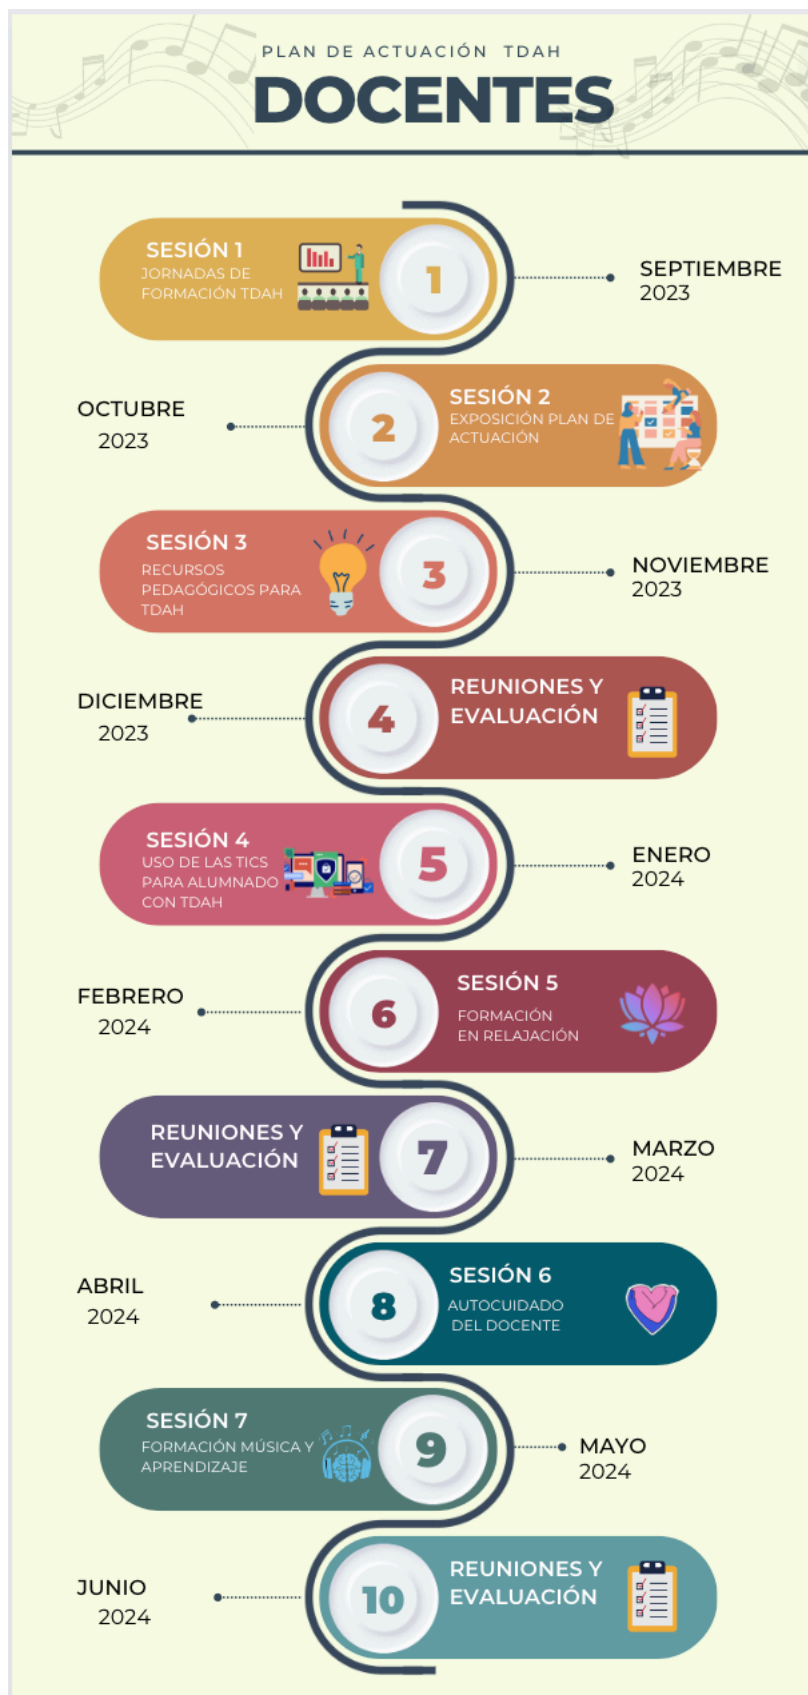 PLAN DE ACTUACIÓN TDAH
DOCENTES
SESIÓN 1
JORNADAS DE
FORMACIÓN TDAH
1
SEPTIEMBRE
2023
OCTUBRE
2023
2
SESIÓN 2
EXPOSICIÓN PLAN DE
ACTUACIÓN
SESIÓN 3
RECURSOS
PEDAGÓGICOS PARA
TDAH
3
NOVIEMBRE
2023
DICIEMBRE
2023
4
REUNIONES Y
EVALUACIÓN
SESIÓN 4
USO DE LAS TICS
PARA ALUMNADO
CON TDAH
5
ENERO
2024
FEBRERO
2024
6
SESIÓN 5
FORMACIÓN
EN RELAJACIÓN
REUNIONES Y
EVALUACIÓN
7
MARZO
2024
ABRIL
2024
8
SESIÓN 6
AUTOCUIDADO
DEL DOCENTE
SESIÓN 7
FORMACIÓN MÚSICA Y
APRENDIZAJE
9
MAYO
2024
JUNIO
2024
10
REUNIONES Y
EVALUACIÓN